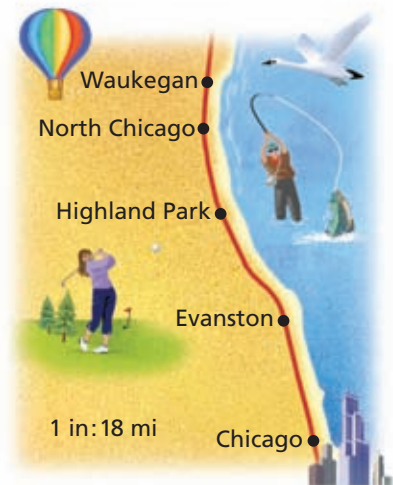 Waukegan
North Chicago
Highland Park
Evanston
1 in:18 mi
Chicago